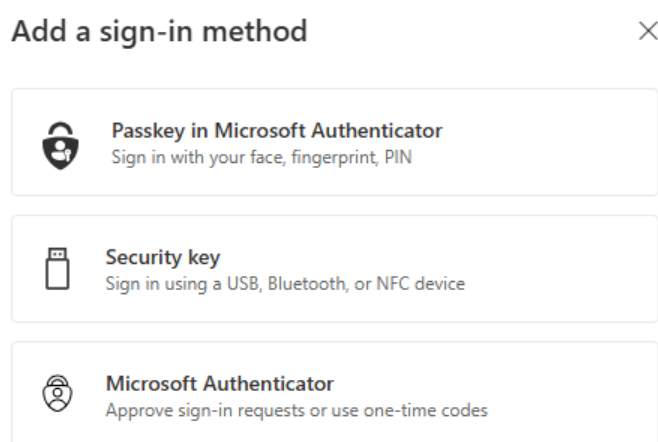 Add a sign-in method
Passkey in Microsoft Authenticator
Sign in with your face, fingerprint, PIN
Security key
Sign in using a USB, Bluetooth, or NFC device
Microsoft Authenticator
Approve sign-in requests or use one-time codes